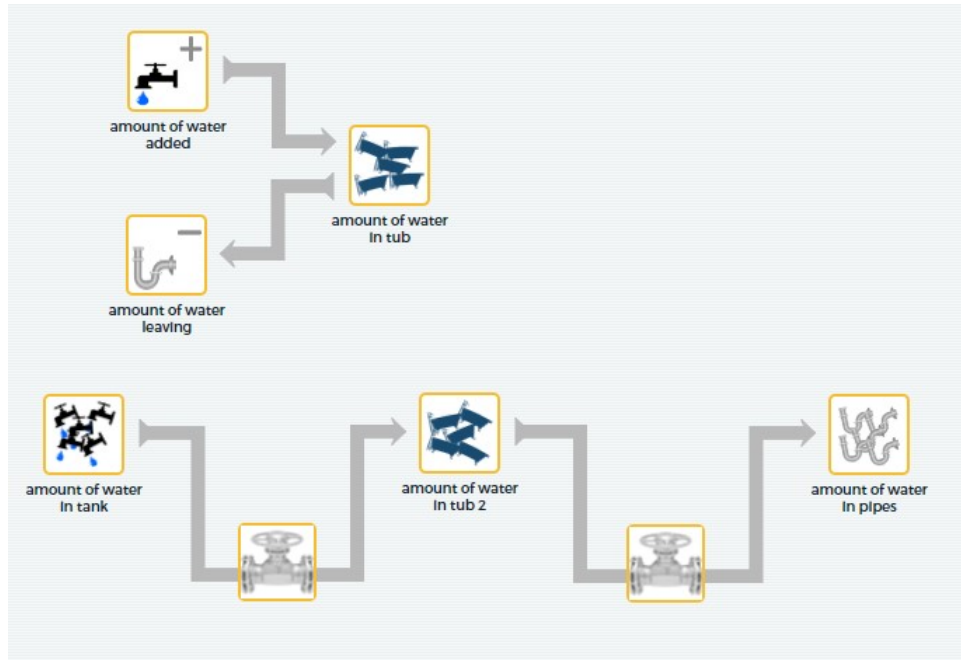 amount of water
added
amount of water
in tub
amount of water
leaving
amount of water
in tank
amount of water
in tub 2
amount of water
in pipes